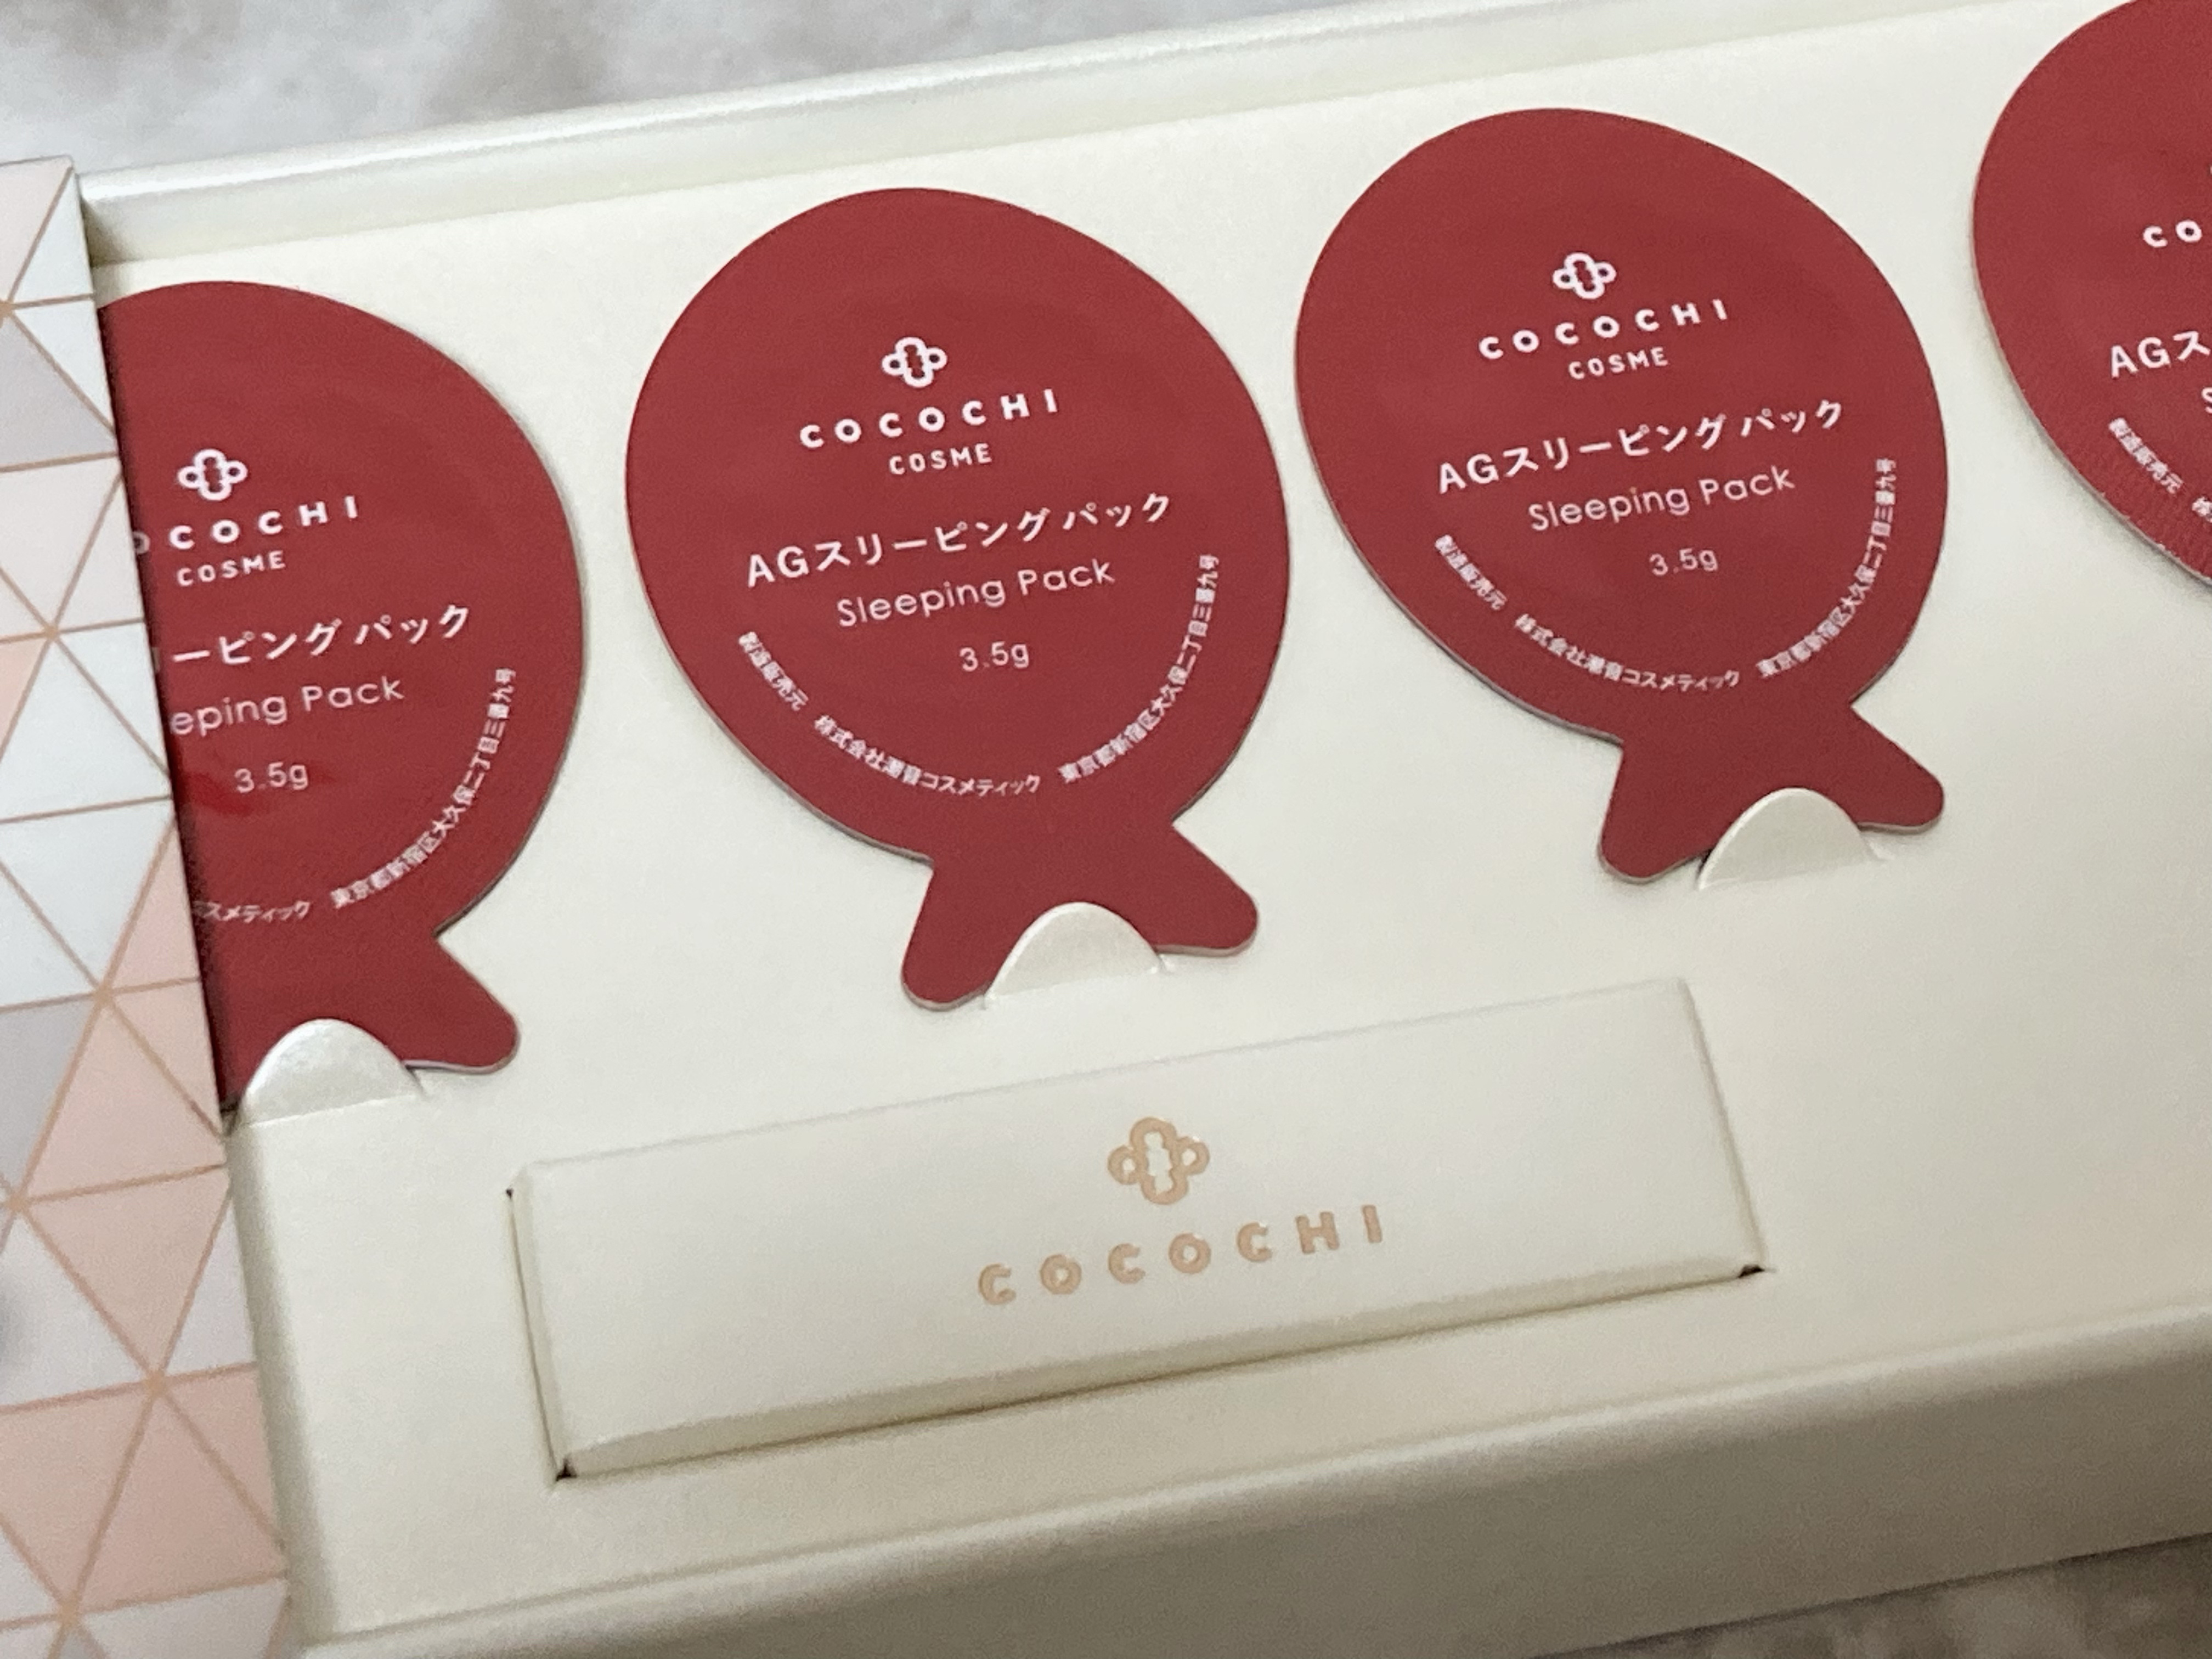 COCOCHI
COSME
ーピング パック
eping Pack
3.5g
スメティック 東京都新宿区大久保二丁目三番九号
COCOCHI
COSME
AGスリーピング パック
Sleeping Pack
3.5g
製造販売元 株式会社潮音コスメティック 東京都新宿区大久保二丁目三番九号
COCOCHI
COSME
AGスリーピング パック
Sleeping Pack
3.5g
製造販売元 株式会社潮音コスメティック 東京都新宿区大久保二丁目三番九号
CO
AGス
製造販売元
COCOCHI